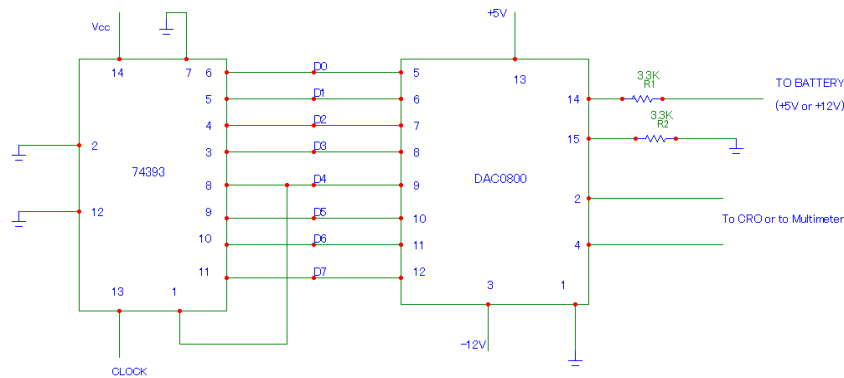 +5V
Vcc
14
7
6
D0
5
13
3.3K
R1
14
TO BATTERY
(+5V or +12V)
5
D1
6
4
D2
7
3.3K
R2
15
2
3
D3
8
74393
8
D4
9
DAC0800
2
12
9
D5
10
To CRO or to Multimeter
10
D6
11
4
11
D7
12
13
1
3
1
-12V
CLOCK